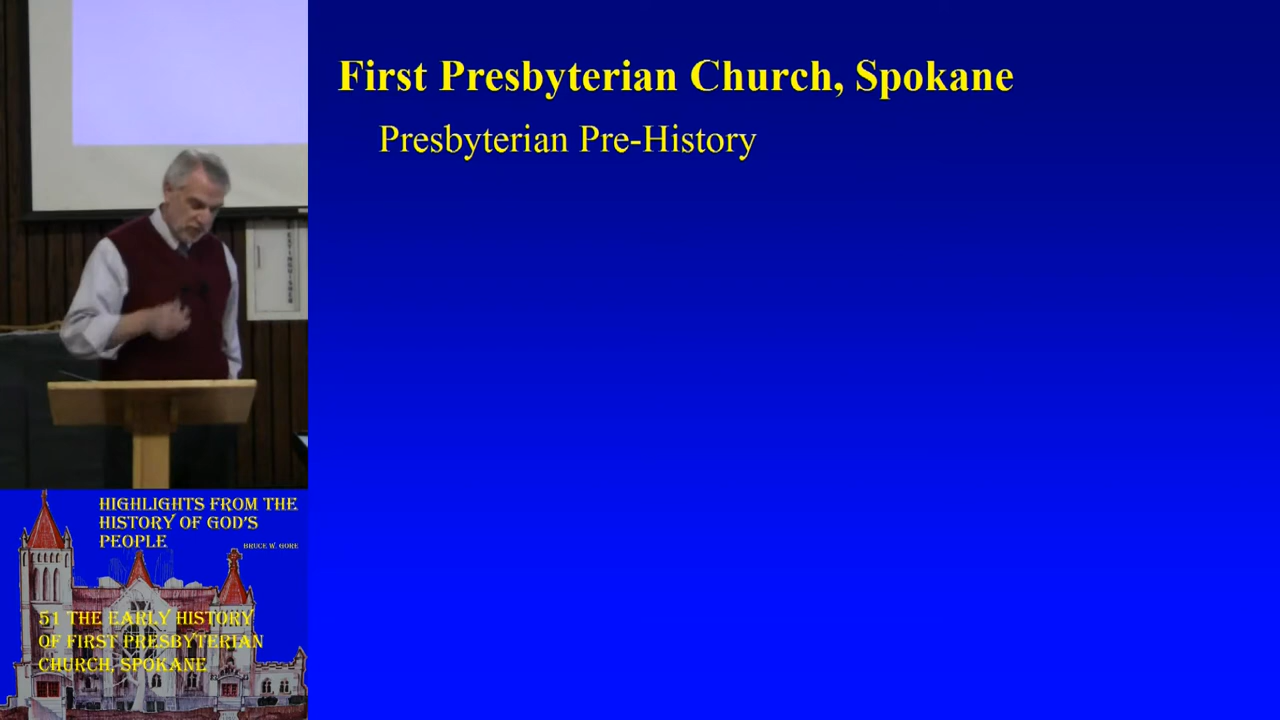 First Presbyterian Church, Spokane
Presbyterian Pre-History
EXTINGUISHER
HIGHLIGHTS FROM THE
HISTORY OF GOD'S
PEOPLE
BRUCE W. GORE
51 THE EARLY HISTORY
OF FIRST PRESBYTERIAN
CHURCH, SPOKANE